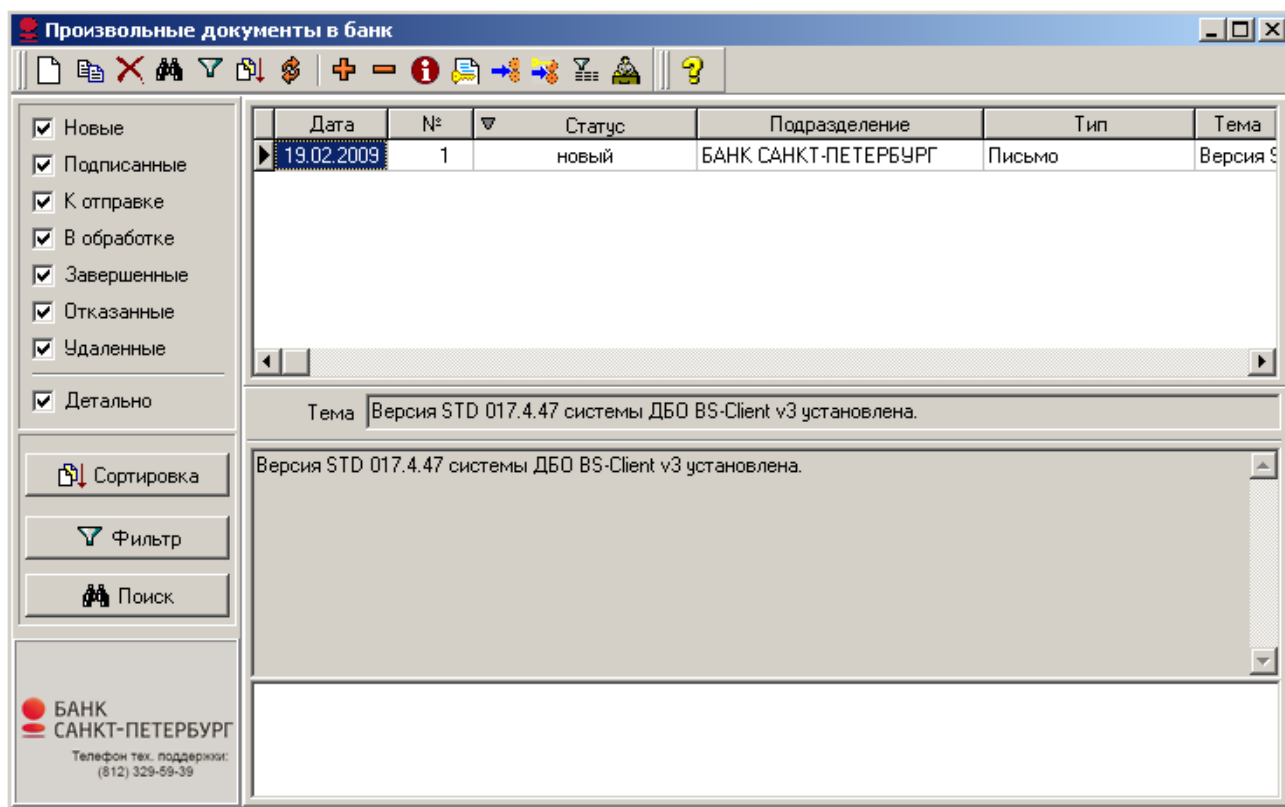 Произвольные документы в банк
Новые
Подписанные
К отправке
В обработке
Завершенные
Отказанные
Удаленные
Детально
Сортировка
Фильтр
Поиск
БАНК
САНКТ-ПЕТЕРБУРГ
Телефон тех. поддержки:
(812) 329-59-39
Дата № Статус Подразделение Тип Тема
19.02.2009 1 новый БАНК САНКТ-ПЕТЕРБУРГ Письмо Версия S
Тема Версия STD 017.4.47 системы ДБО BS-Client v3 установлена.
Версия STD 017.4.47 системы ДБО BS-Client v3 установлена.